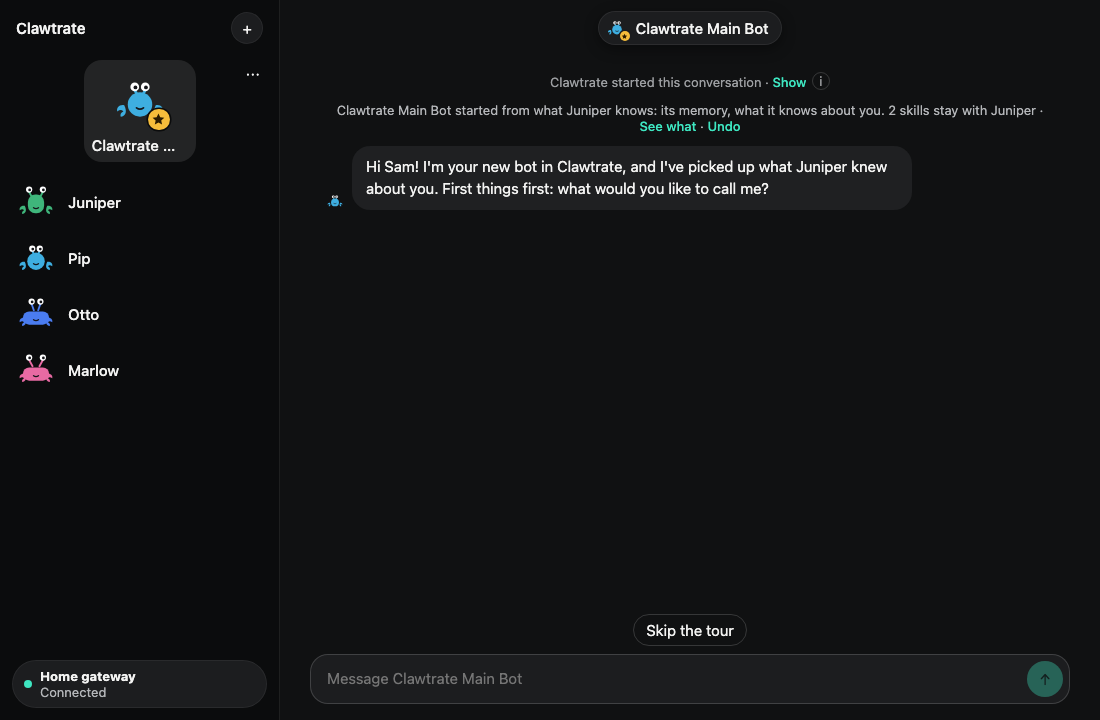 Clawtrate
+
...
Clawtrate ...
Juniper
Pip
Otto
Marlow
Home gateway
Connected
Clawtrate Main Bot
Clawtrate started this conversation · Show i
Clawtrate Main Bot started from what Juniper knows: its memory, what it knows about you. 2 skills stay with Juniper ·
See what · Undo
Hi Sam! I'm your new bot in Clawtrate, and I've picked up what Juniper knew
about you. First things first: what would you like to call me?
Skip the tour
Message Clawtrate Main Bot